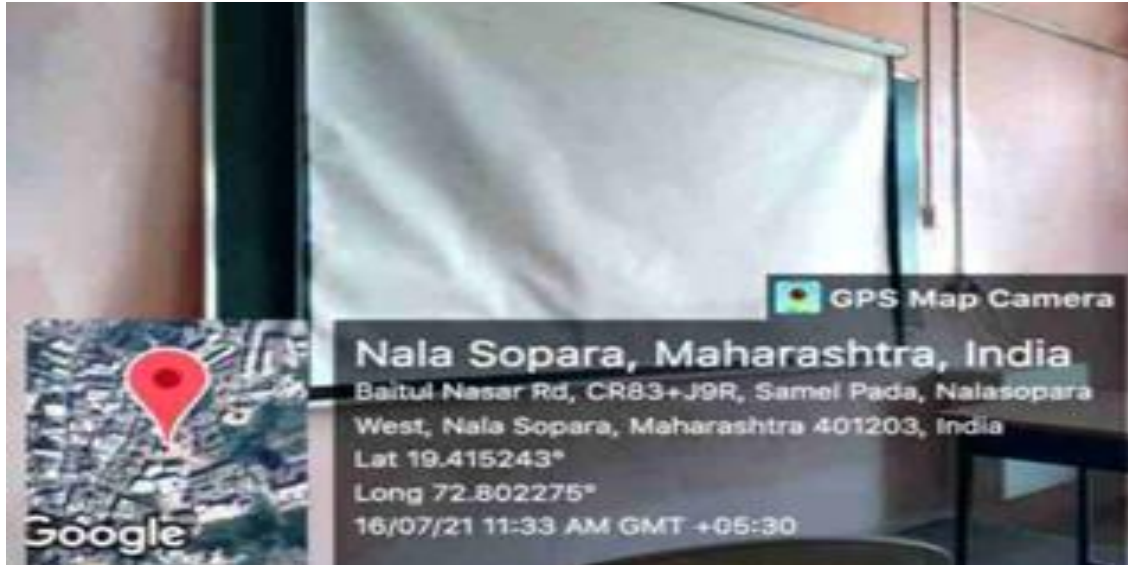 GPS Map Camera
Nala Sopara, Maharashtra, India
Baitul Nasar Rd, CR83+J9R, Samel Pada, Nalasopara
West, Nala Sopara, Maharashtra 401203, India
Lat 19.415243°
Long 72.802275°
16/07/21 11:33 AM GMT +05:30
Google